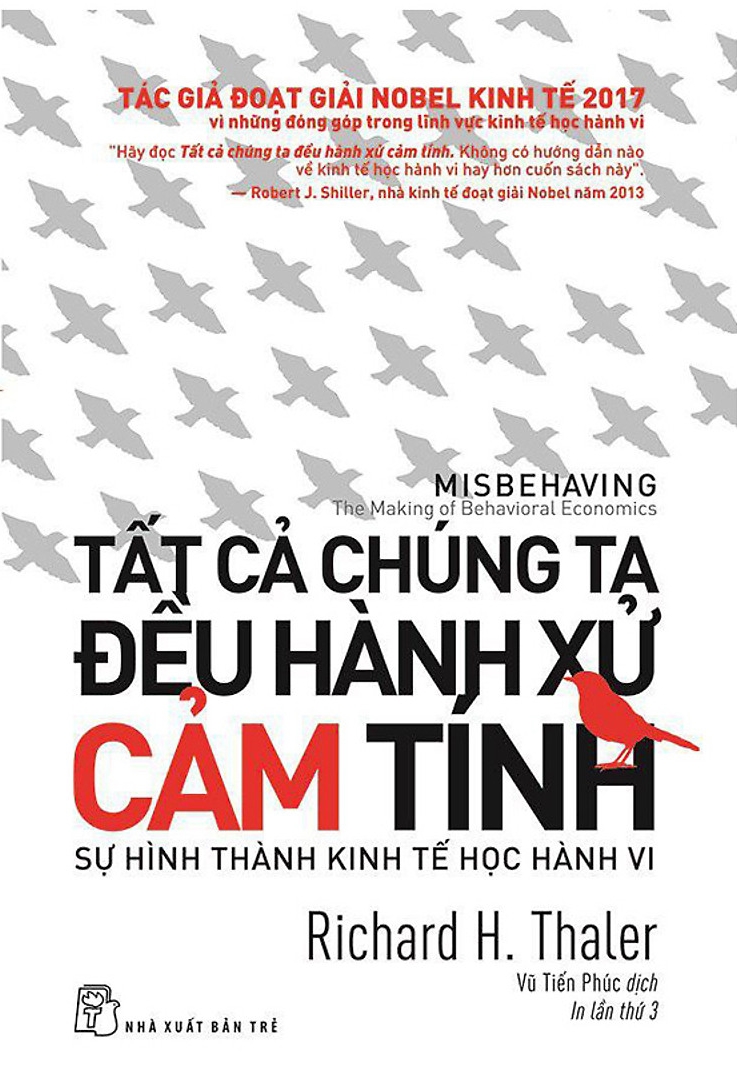 TÁC GIẢ ĐOẠT GIẢI NOBEL KINH TẾ 2017
vì những đóng góp trong lĩnh vực kinh tế học hành vi
"Hãy đọc Tất cả chúng ta đều hành xử cảm tính. Không có hướng dẫn nào
về kinh tế học hành vi hay hơn cuốn sách này".
— Robert J. Shiller, nhà kinh tế đoạt giải Nobel năm 2013
MISBEHAVING
The Making of Behavioral Economics
TẤT CẢ CHÚNG TA
ĐỀU HÀNH XỬ
CẢM TÍNH
SỰ HÌNH THÀNH KINH TẾ HỌC HÀNH VI
Richard H. Thaler
Vũ Tiến Phúc dịch
In lần thứ 3
T
NHÀ XUẤT BẢN TRẺ